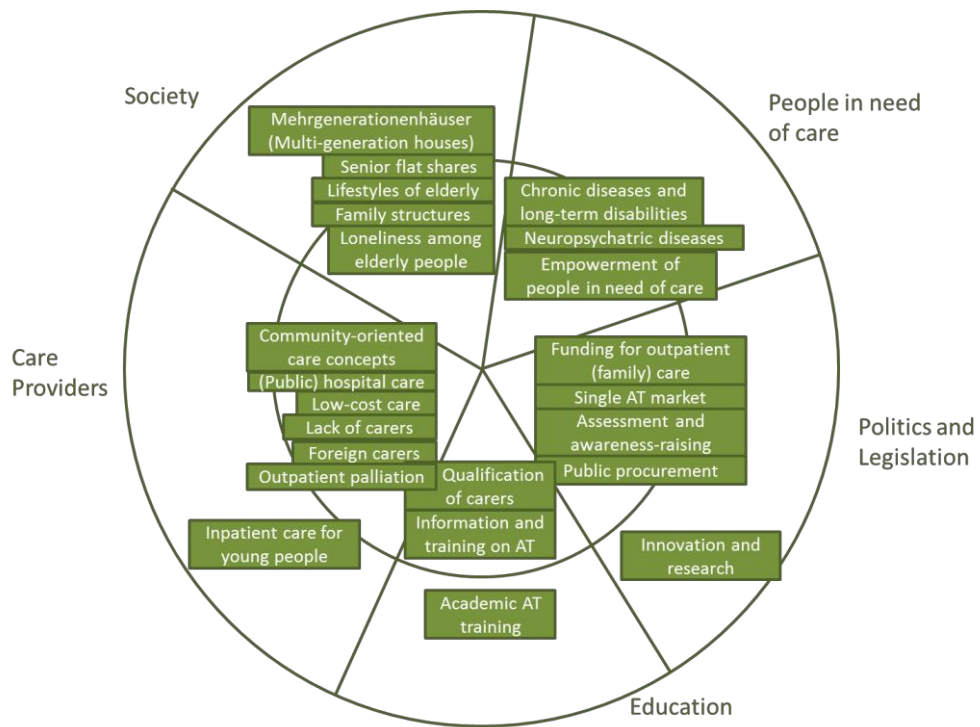 Society
Mehrgenerationenhäuser
(Multi-generation houses)
Senior flat shares
Lifestyles of elderly
Family structures
Loneliness among
elderly people
People in need
of care
Chronic diseases and
long-term disabilities
Neuropsychatric diseases
Empowerment of
people in need of care
Care
Providers
Community-oriented
care concepts
(Public) hospital care
Low-cost care
Lack of carers
Foreign carers
Outpatient palliation
Inpatient care for
young people
Politics and
Legislation
Funding for outpatient
(family) care
Single AT market
Assessment and
awareness-raising
Public procurement
Innovation and
research
Qualification
of carers
Information and
training on AT
Academic AT
training
Education